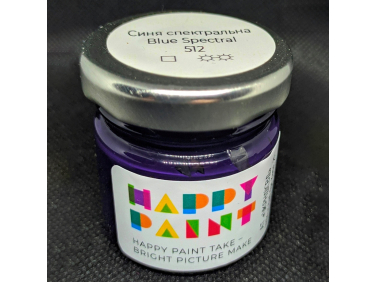 Синя спектральна
Blue Spectral
512
HAPPY
PAINT
HAPPY PAINT TAKE –
BRIGHT PICTURE MAKE